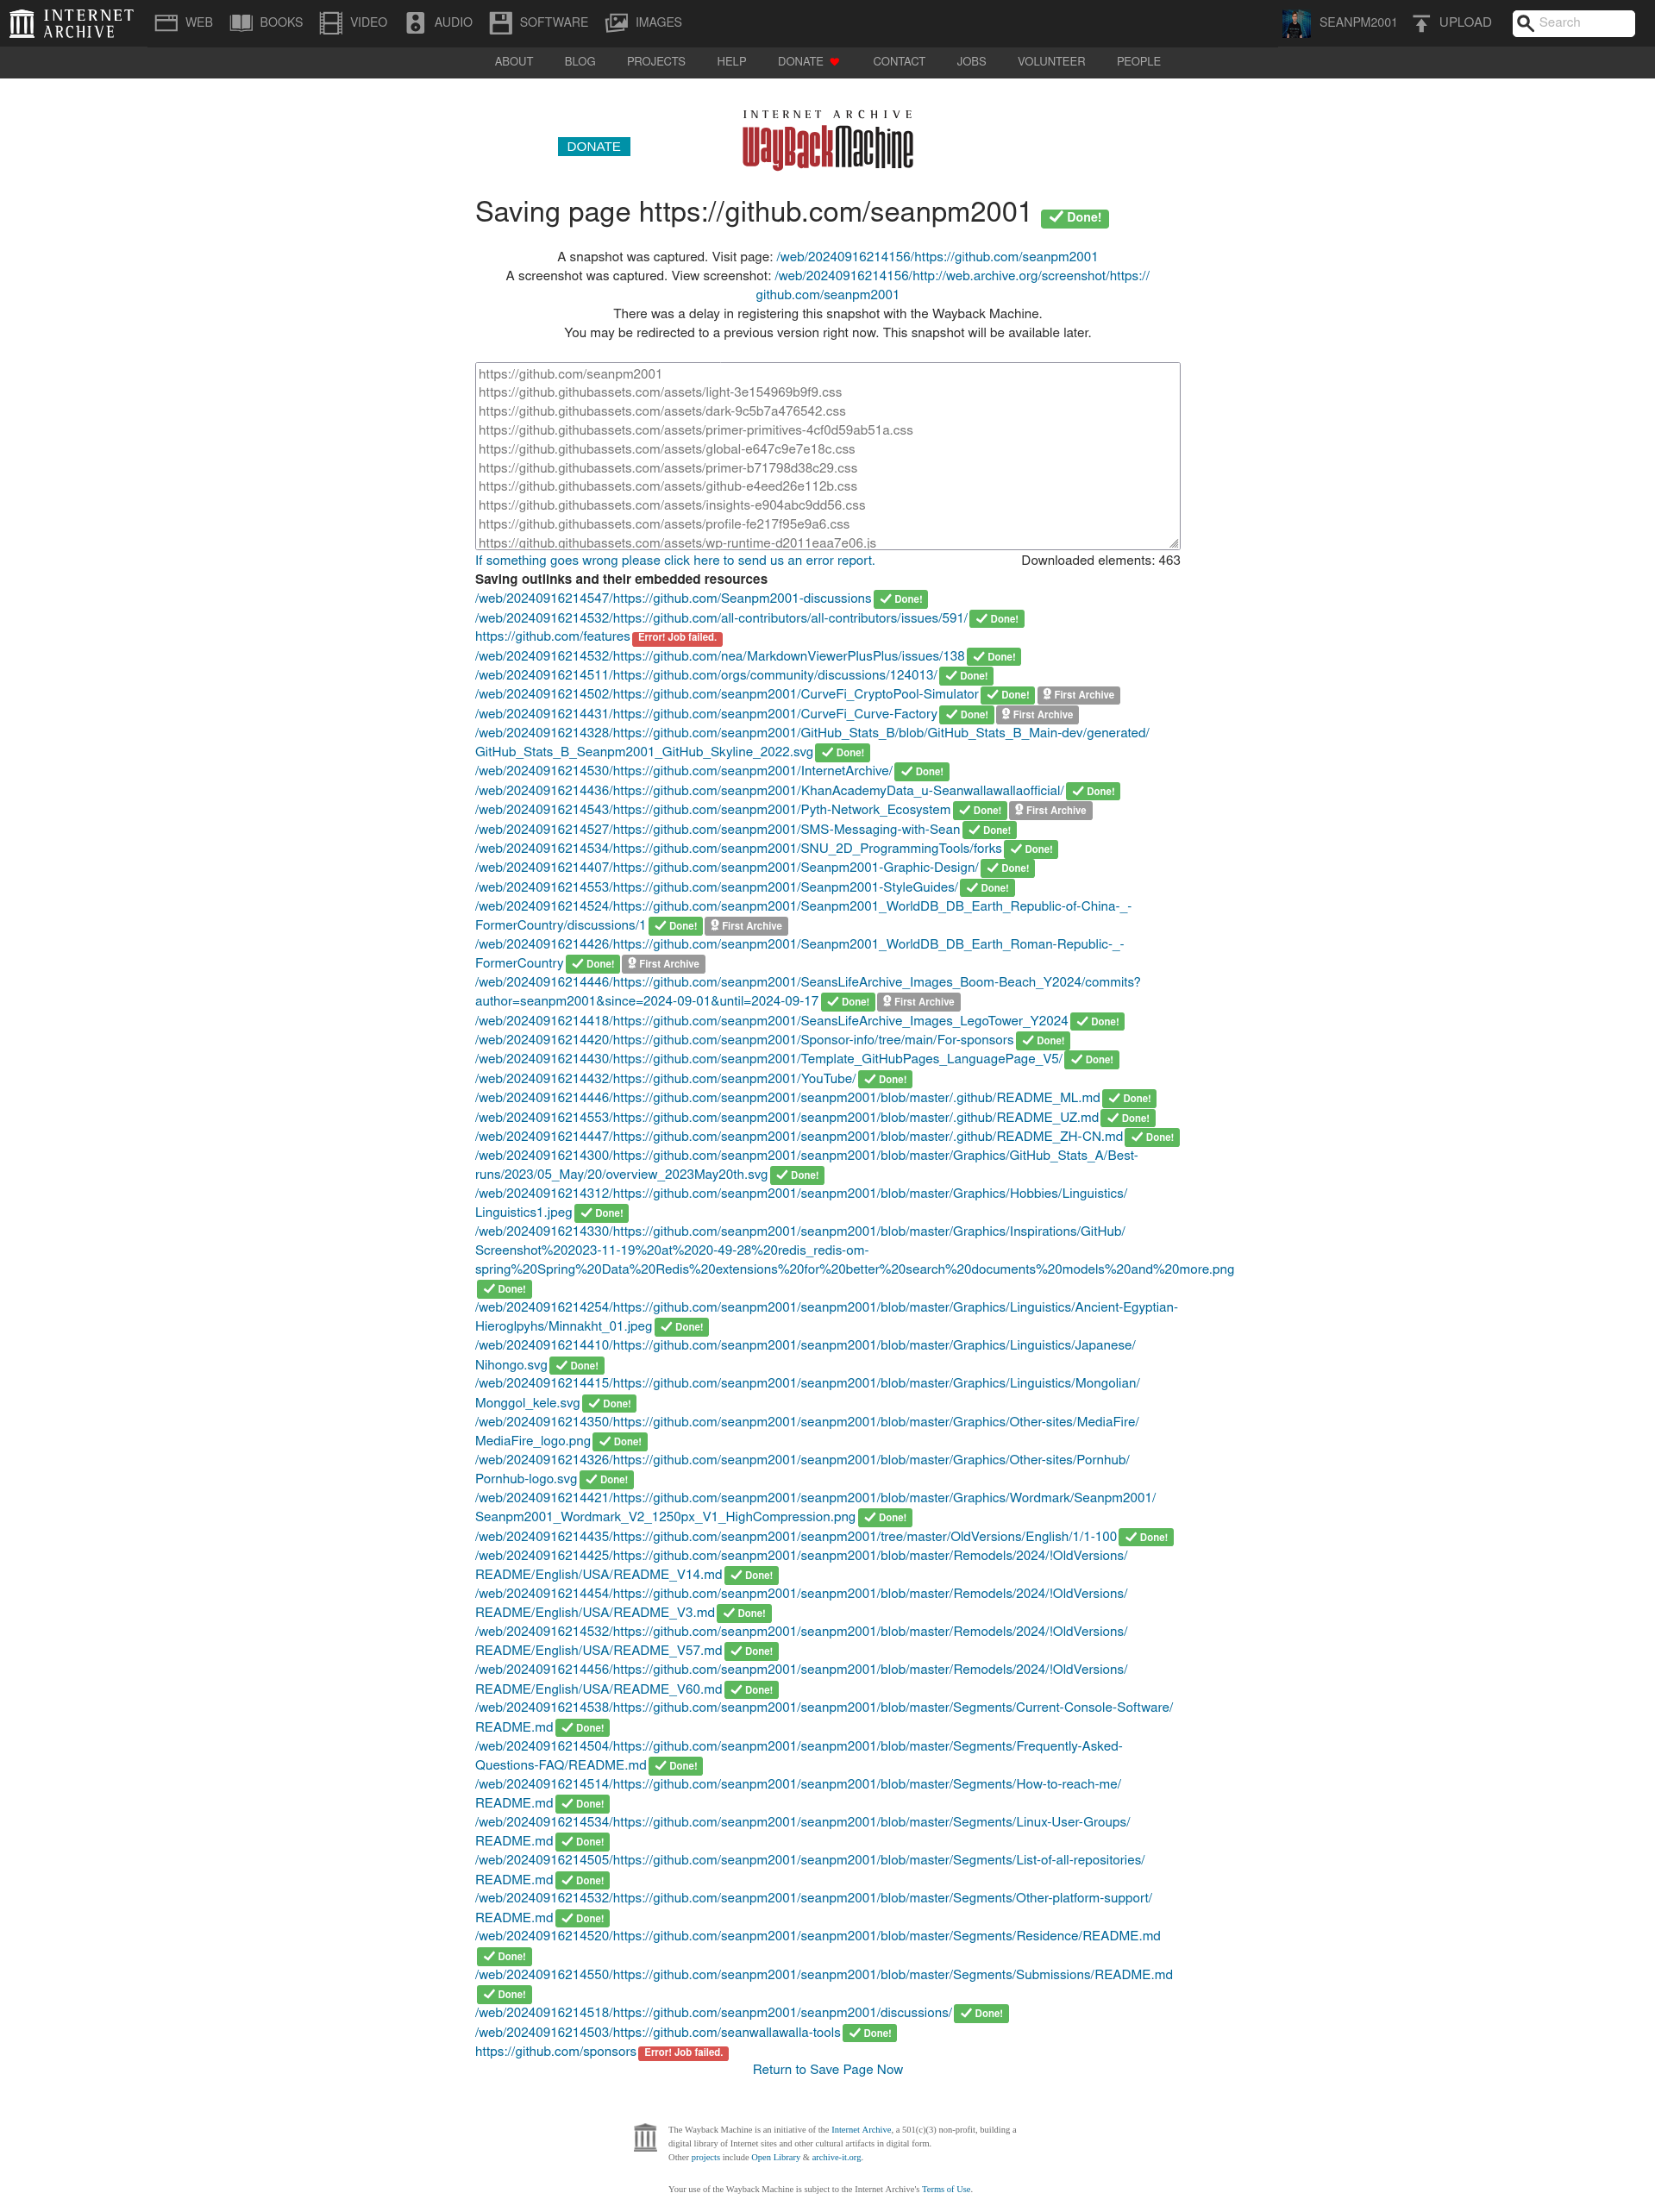 INTERNET ARCHIVE WEB BOOKS VIDEO AUDIO SOFTWARE IMAGES SEANPM2001 UPLOAD Search
ABOUT BLOG PROJECTS HELP DONATE CONTACT JOBS VOLUNTEER PEOPLE
INTERNET ARCHIVE
DONATE WayBackMachine
Saving page https://github.com/seanpm2001 Done!
A snapshot was captured. Visit page: /web/20240916214156/https://github.com/seanpm2001
A screenshot was captured. View screenshot: /web/20240916214156/http://web.archive.org/screenshot/https://
github.com/seanpm2001
There was a delay in registering this snapshot with the Wayback Machine.
You may be redirected to a previous version right now. This snapshot will be available later.
https://github.com/seanpm2001
https://github.githubassets.com/assets/light-3e154969b9f9.css
https://github.githubassets.com/assets/dark-9c5b7a476542.css
https://github.githubassets.com/assets/primer-primitives-4cf0d59ab51a.css
https://github.githubassets.com/assets/global-e647c9e7e18c.css
https://github.githubassets.com/assets/primer-b71798d38c29.css
https://github.githubassets.com/assets/github-e4eed26e112b.css
https://github.githubassets.com/assets/insights-e904abc9dd56.css
https://github.githubassets.com/assets/profile-fe217f95e9a6.css
https://github.githubassets.com/assets/wp-runtime-d2011eaa7e06.js
If something goes wrong please click here to send us an error report. Downloaded elements: 463
Saving outlinks and their embedded resources
/web/20240916214547/https://github.com/Seanpm2001-discussions Done!
/web/20240916214532/https://github.com/all-contributors/all-contributors/issues/591/ Done!
https://github.com/features Error! Job failed.
/web/20240916214532/https://github.com/nea/MarkdownViewerPlusPlus/issues/138 Done!
/web/20240916214511/https://github.com/orgs/community/discussions/124013/ Done!
/web/20240916214502/https://github.com/seanpm2001/CurveFi_CryptoPool-Simulator Done! First Archive
/web/20240916214431/https://github.com/seanpm2001/CurveFi_Curve-Factory Done! First Archive
/web/20240916214328/https://github.com/seanpm2001/GitHub_Stats_B/blob/GitHub_Stats_B_Main-dev/generated/
GitHub_Stats_B_Seanpm2001_GitHub_Skyline_2022.svg Done!
/web/20240916214530/https://github.com/seanpm2001/InternetArchive/ Done!
/web/20240916214436/https://github.com/seanpm2001/KhanAcademyData_u-Seanwallawallaofficial/ Done!
/web/20240916214543/https://github.com/seanpm2001/Pyth-Network_Ecosystem Done! First Archive
/web/20240916214527/https://github.com/seanpm2001/SMS-Messaging-with-Sean Done!
/web/20240916214534/https://github.com/seanpm2001/SNU_2D_ProgrammingTools/forks Done!
/web/20240916214407/https://github.com/seanpm2001/Seanpm2001-Graphic-Design/ Done!
/web/20240916214553/https://github.com/seanpm2001/Seanpm2001-StyleGuides/ Done!
/web/20240916214524/https://github.com/seanpm2001/Seanpm2001_WorldDB_DB_Earth_Republic-of-China-_-
FormerCountry/discussions/1 Done! First Archive
/web/20240916214426/https://github.com/seanpm2001/Seanpm2001_WorldDB_DB_Earth_Roman-Republic-_-
FormerCountry Done! First Archive
/web/20240916214446/https://github.com/seanpm2001/SeansLifeArchive_Images_Boom-Beach_Y2024/commits?
author=seanpm2001&since=2024-09-01&until=2024-09-17 Done! First Archive
/web/20240916214418/https://github.com/seanpm2001/SeansLifeArchive_Images_LegoTower_Y2024 Done!
/web/20240916214420/https://github.com/seanpm2001/Sponsor-info/tree/main/For-sponsors Done!
/web/20240916214430/https://github.com/seanpm2001/Template_GitHubPages_LanguagePage_V5/ Done!
/web/20240916214432/https://github.com/seanpm2001/YouTube/ Done!
/web/20240916214446/https://github.com/seanpm2001/seanpm2001/blob/master/.github/README_ML.md Done!
/web/20240916214553/https://github.com/seanpm2001/seanpm2001/blob/master/.github/README_UZ.md Done!
/web/20240916214447/https://github.com/seanpm2001/seanpm2001/blob/master/.github/README_ZH-CN.md Done!
/web/20240916214300/https://github.com/seanpm2001/seanpm2001/blob/master/Graphics/GitHub_Stats_A/Best-
runs/2023/05_May/20/overview_2023May20th.svg Done!
/web/20240916214312/https://github.com/seanpm2001/seanpm2001/blob/master/Graphics/Hobbies/Linguistics/
Linguistics1.jpeg Done!
/web/20240916214330/https://github.com/seanpm2001/seanpm2001/blob/master/Graphics/Inspirations/GitHub/
Screenshot%202023-11-19%20at%2020-49-28%20redis_redis-om-
spring%20Spring%20Data%20Redis%20extensions%20for%20better%20search%20documents%20models%20and%20more.png
Done!
/web/20240916214254/https://github.com/seanpm2001/seanpm2001/blob/master/Graphics/Linguistics/Ancient-Egyptian-
Hieroglpyhs/Minnakht_01.jpeg Done!
/web/20240916214410/https://github.com/seanpm2001/seanpm2001/blob/master/Graphics/Linguistics/Japanese/
Nihongo.svg Done!
/web/20240916214415/https://github.com/seanpm2001/seanpm2001/blob/master/Graphics/Linguistics/Mongolian/
Monggol_kele.svg Done!
/web/20240916214350/https://github.com/seanpm2001/seanpm2001/blob/master/Graphics/Other-sites/MediaFire/
MediaFire_logo.png Done!
/web/20240916214326/https://github.com/seanpm2001/seanpm2001/blob/master/Graphics/Other-sites/Pornhub/
Pornhub-logo.svg Done!
/web/20240916214421/https://github.com/seanpm2001/seanpm2001/blob/master/Graphics/Wordmark/Seanpm2001/
Seanpm2001_Wordmark_V2_1250px_V1_HighCompression.png Done!
/web/20240916214435/https://github.com/seanpm2001/seanpm2001/tree/master/OldVersions/English/1/1-100 Done!
/web/20240916214425/https://github.com/seanpm2001/seanpm2001/blob/master/Remodels/2024/!OldVersions/
README/English/USA/README_V14.md Done!
/web/20240916214454/https://github.com/seanpm2001/seanpm2001/blob/master/Remodels/2024/!OldVersions/
README/English/USA/README_V3.md Done!
/web/20240916214532/https://github.com/seanpm2001/seanpm2001/blob/master/Remodels/2024/!OldVersions/
README/English/USA/README_V57.md Done!
/web/20240916214456/https://github.com/seanpm2001/seanpm2001/blob/master/Remodels/2024/!OldVersions/
README/English/USA/README_V60.md Done!
/web/20240916214538/https://github.com/seanpm2001/seanpm2001/blob/master/Segments/Current-Console-Software/
README.md Done!
/web/20240916214504/https://github.com/seanpm2001/seanpm2001/blob/master/Segments/Frequently-Asked-
Questions-FAQ/README.md Done!
/web/20240916214514/https://github.com/seanpm2001/seanpm2001/blob/master/Segments/How-to-reach-me/
README.md Done!
/web/20240916214534/https://github.com/seanpm2001/seanpm2001/blob/master/Segments/Linux-User-Groups/
README.md Done!
/web/20240916214505/https://github.com/seanpm2001/seanpm2001/blob/master/Segments/List-of-all-repositories/
README.md Done!
/web/20240916214532/https://github.com/seanpm2001/seanpm2001/blob/master/Segments/Other-platform-support/
README.md Done!
/web/20240916214520/https://github.com/seanpm2001/seanpm2001/blob/master/Segments/Residence/README.md
Done!
/web/20240916214550/https://github.com/seanpm2001/seanpm2001/blob/master/Segments/Submissions/README.md
Done!
/web/20240916214518/https://github.com/seanpm2001/seanpm2001/discussions/ Done!
/web/20240916214503/https://github.com/seanwallawalla-tools Done!
https://github.com/sponsors Error! Job failed.
Return to Save Page Now
The Wayback Machine is an initiative of the Internet Archive, a 501(c)(3) non-profit, building a
digital library of Internet sites and other cultural artifacts in digital form.
Other projects include Open Library & archive-it.org.
Your use of the Wayback Machine is subject to the Internet Archive's Terms of Use.